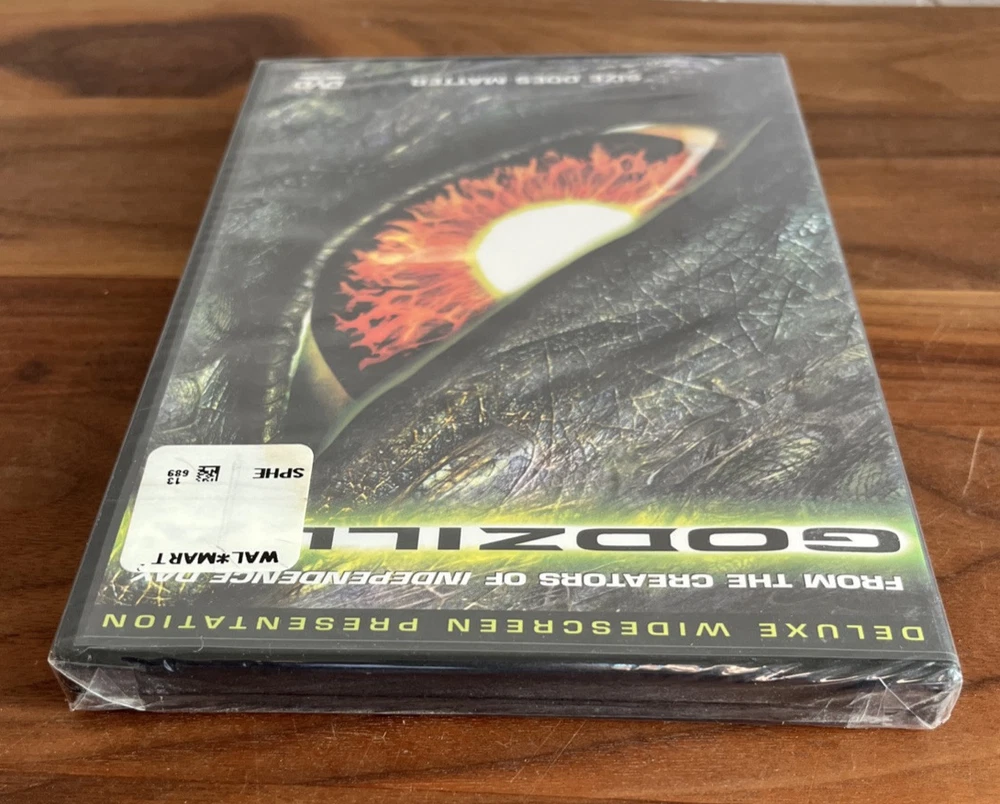 DELUXE WIDESCREEN PRESENTATION
FROM THE CREATORS OF INDEPENDENCE DAY
GODZILL
WAL*MART
SPHE
13
689
"SIZE DOES MATTER"
DVD